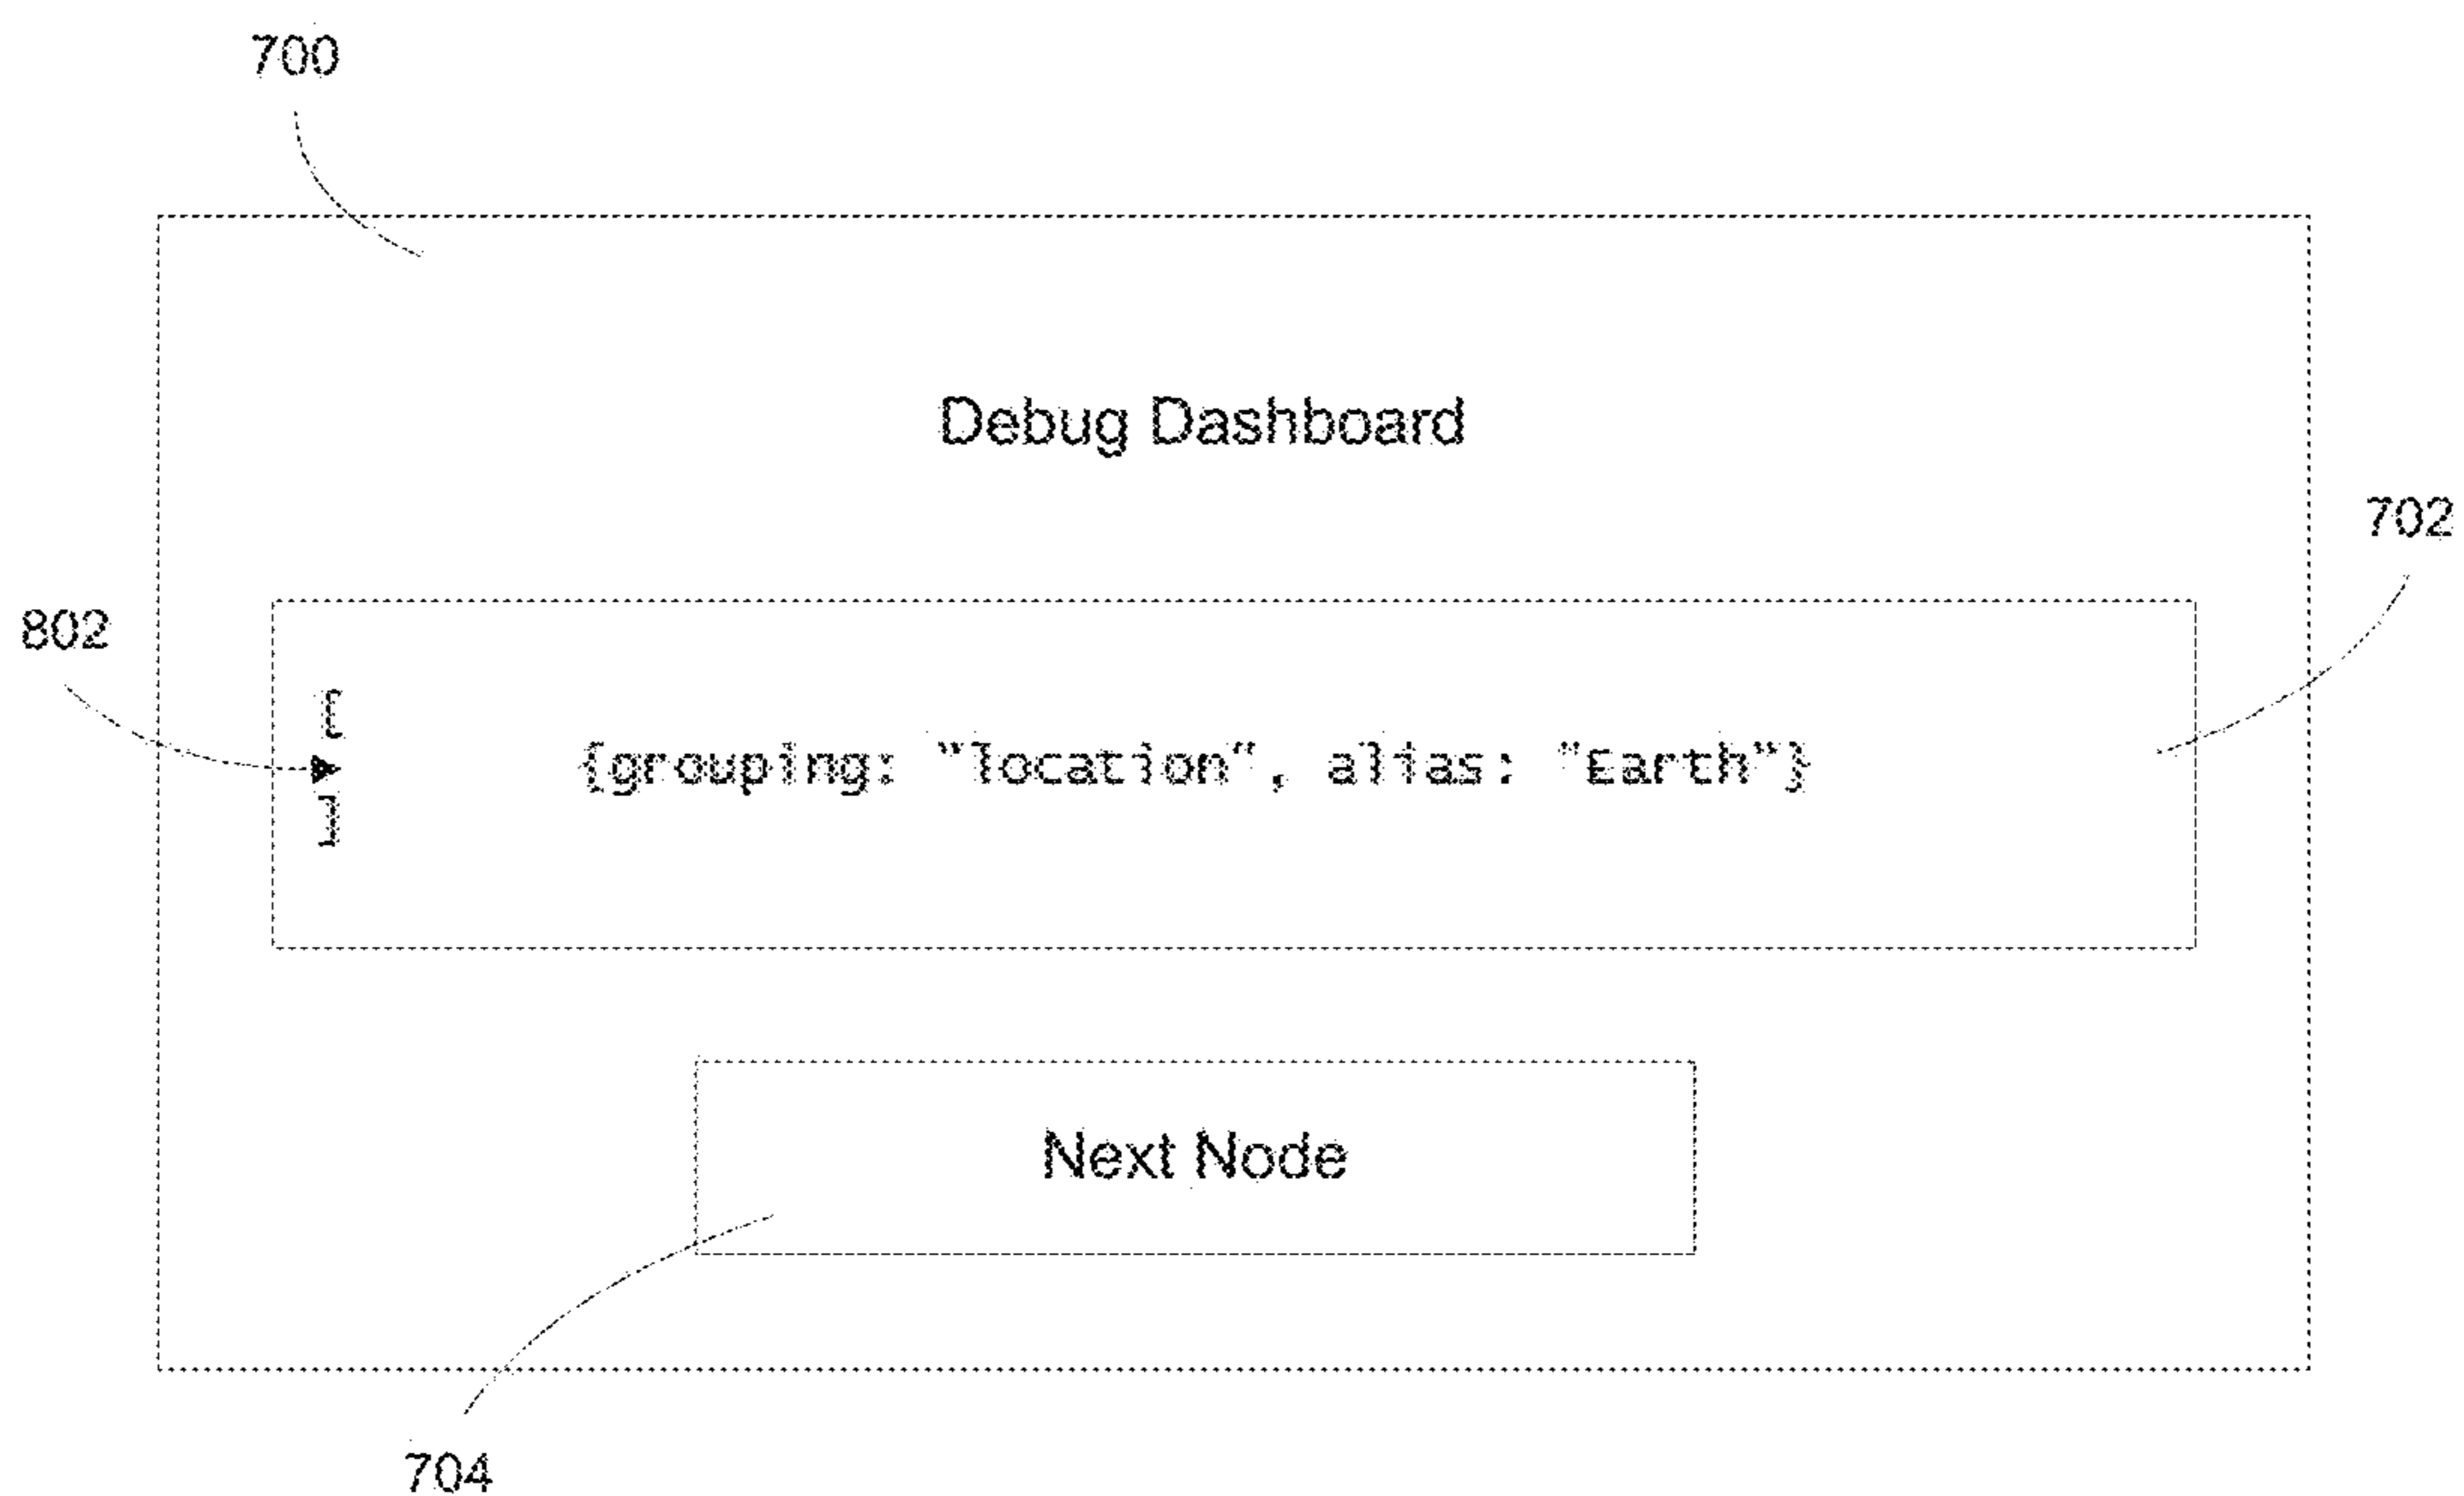 700
Debug Dashboard
702
802
[
{grouping: "location", alias: "Earth"}
]
Next Node
704